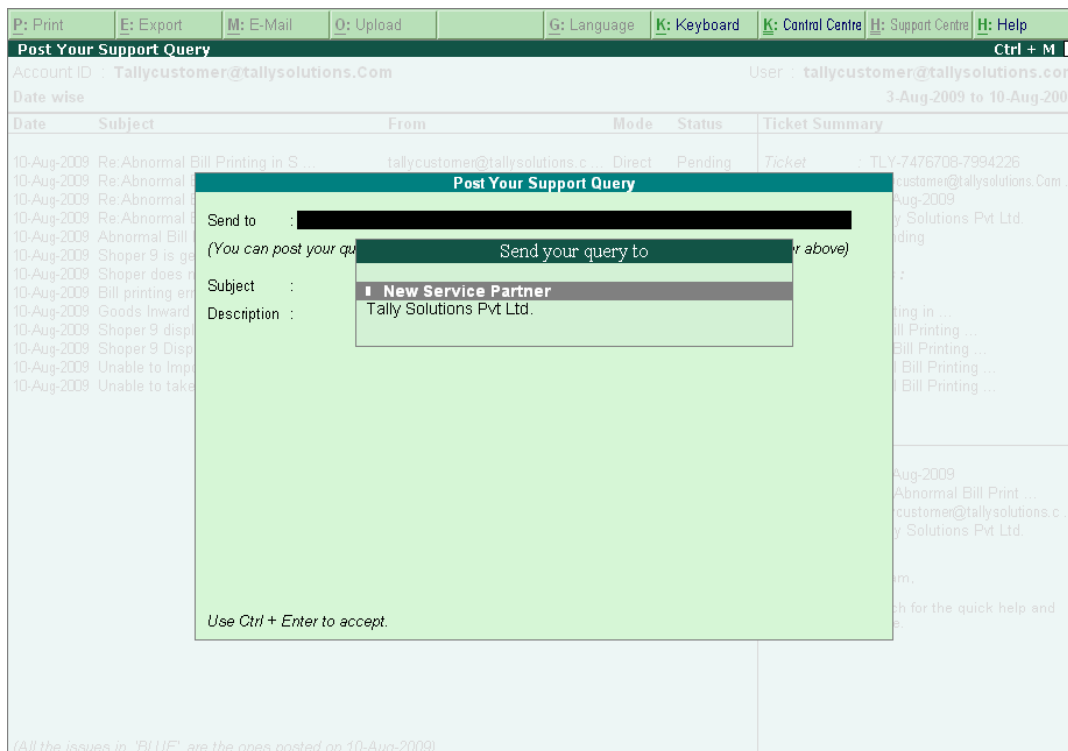 P: Print E: Export M: E-Mail O: Upload G: Language K: Keyboard K: Control Centre H: Support Centre H: Help
Post Your Support Query Ctrl + M
Account ID : Tallycustomer@tallysolutions.Com User : tallycustomer@tallysolutions.com
Date wise 3-Aug-2009 to 10-Aug-200
Date Subject From Mode Status Ticket Summary
10-Aug-2009 Re:Abnormal Bill Printing in S ... tallycustomer@tallysolutions.c ... Direct Pending Ticket : TLY-7476708-7994226
10-Aug-2009 Re:Abnormal customer@tallysolutions.Com .
10-Aug-2009 Re:Abnormal Aug-2009
10-Aug-2009 Re:Abnormal y Solutions Pvt Ltd.
10-Aug-2009 Abnormal Bill nding
10-Aug-2009 Shoper 9 is ge
10-Aug-2009 Shoper does :
10-Aug-2009 Bill printing err
10-Aug-2009 Goods Inward ting in ...
10-Aug-2009 Shoper 9 displ ill Printing ...
10-Aug-2009 Shoper 9 Disp Bill Printing ...
10-Aug-2009 Unable to Impo Bill Printing ...
10-Aug-2009 Unable to take Bill Printing ...
Post Your Support Query
Send to :
(You can post your qu r above)
Send your query to
New Service Partner
Tally Solutions Pvt Ltd.
Subject :
Description :
Use Ctrl + Enter to accept.
Aug-2009
Abnormal Bill Print ...
customer@tallysolutions.c .
y Solutions Pvt Ltd.
am,
ch for the quick help and
e.
(All the issues in 'BLUE' are the ones posted on 10-Aug-2009)